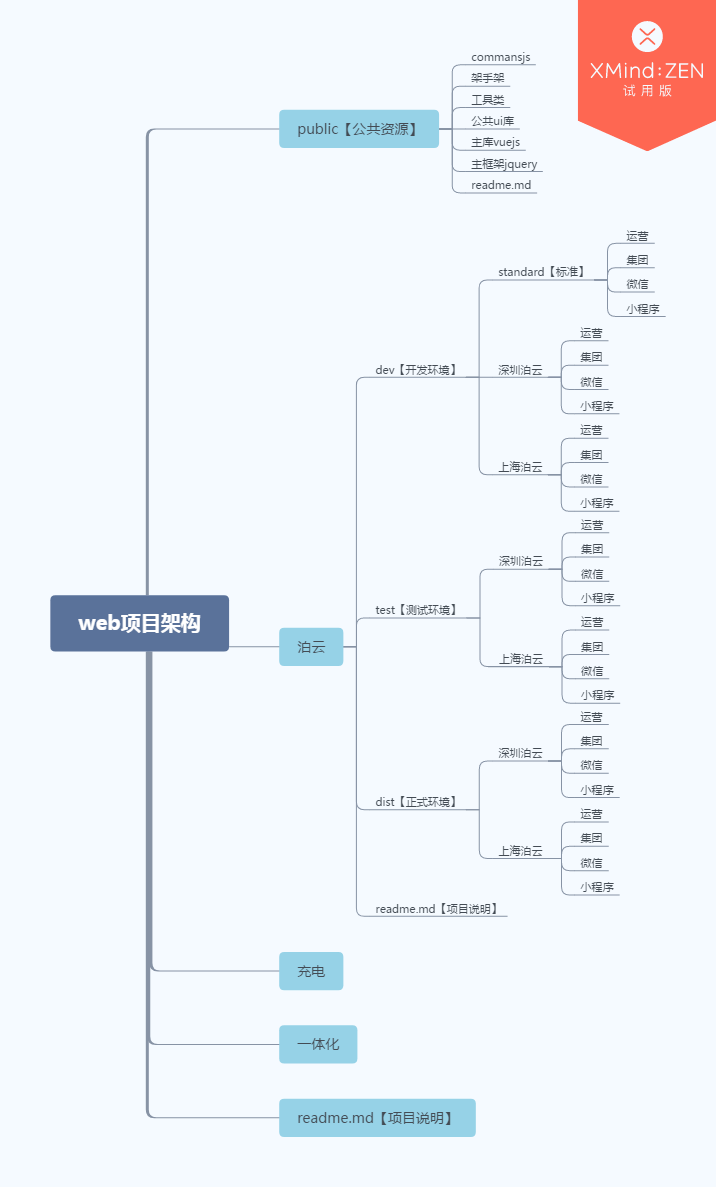 XMind:ZEN
试用版
public【公共资源】
commansjs
架手架
工具类
公共ui库
主库vuejs
主框架jquery
readme.md
web项目架构
泊云
dev【开发环境】
standard【标准】
运营
集团
微信
小程序
深圳泊云
运营
集团
微信
小程序
上海泊云
运营
集团
微信
小程序
test【测试环境】
深圳泊云
运营
集团
微信
小程序
上海泊云
运营
集团
微信
小程序
dist【正式环境】
深圳泊云
运营
集团
微信
小程序
上海泊云
运营
集团
微信
小程序
readme.md【项目说明】
充电
一体化
readme.md【项目说明】